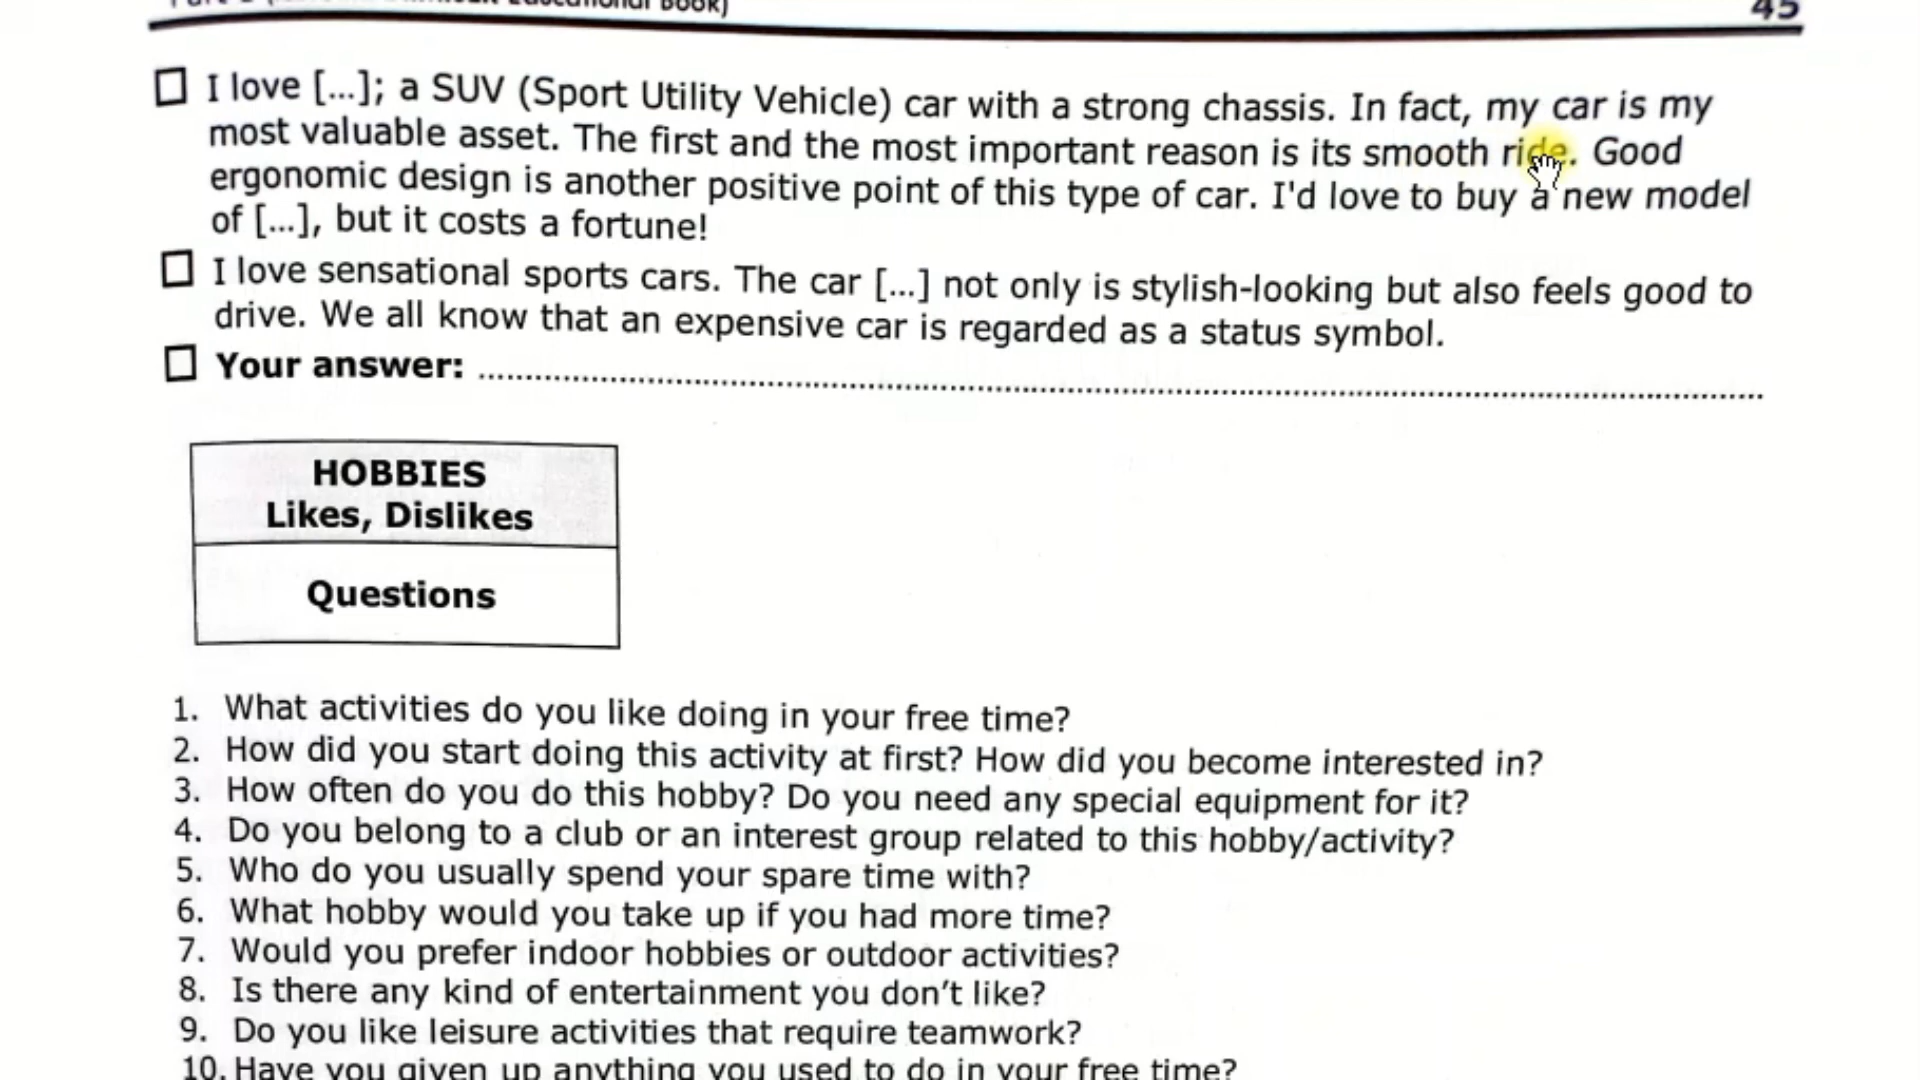 Educational Book)
45
I love [...]; a SUV (Sport Utility Vehicle) car with a strong chassis. In fact, my car is my
most valuable asset. The first and the most important reason is its smooth ride. Good
ergonomic design is another positive point of this type of car. I'd love to buy a new model
of [...], but it costs a fortune!
I love sensational sports cars. The car [...] not only is stylish-looking but also feels good to
drive. We all know that an expensive car is regarded as a status symbol.
Your answer: ........................................................................
HOBBIES
Likes, Dislikes
Questions
1. What activities do you like doing in your free time?
2. How did you start doing this activity at first? How did you become interested in?
3. How often do you do this hobby? Do you need any special equipment for it?
4. Do you belong to a club or an interest group related to this hobby/activity?
5. Who do you usually spend your spare time with?
6. What hobby would you take up if you had more time?
7. Would you prefer indoor hobbies or outdoor activities?
8. Is there any kind of entertainment you don't like?
9. Do you like leisure activities that require teamwork?
10. Have you given up anything you used to do in your free time?